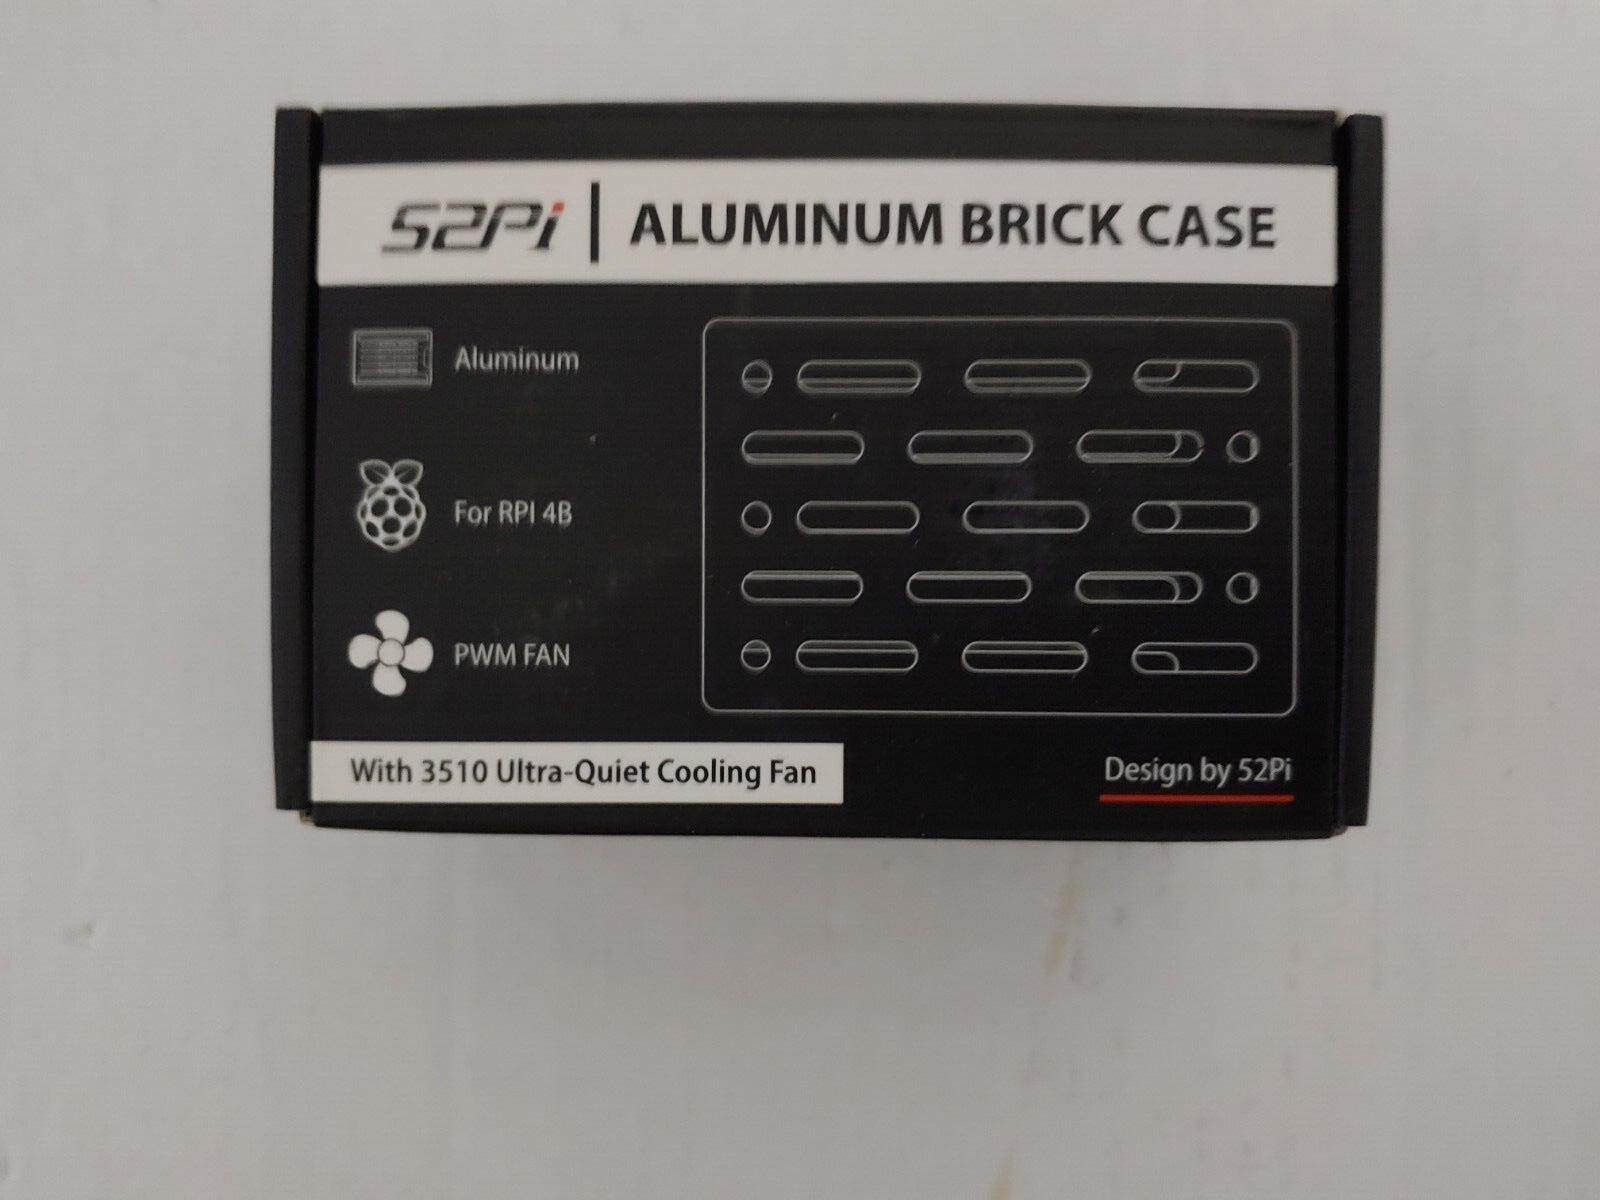 52Pi | ALUMINUM BRICK CASE
Aluminum
For RPI 4B
PWM FAN
With 3510 Ultra-Quiet Cooling Fan
Design by 52Pi